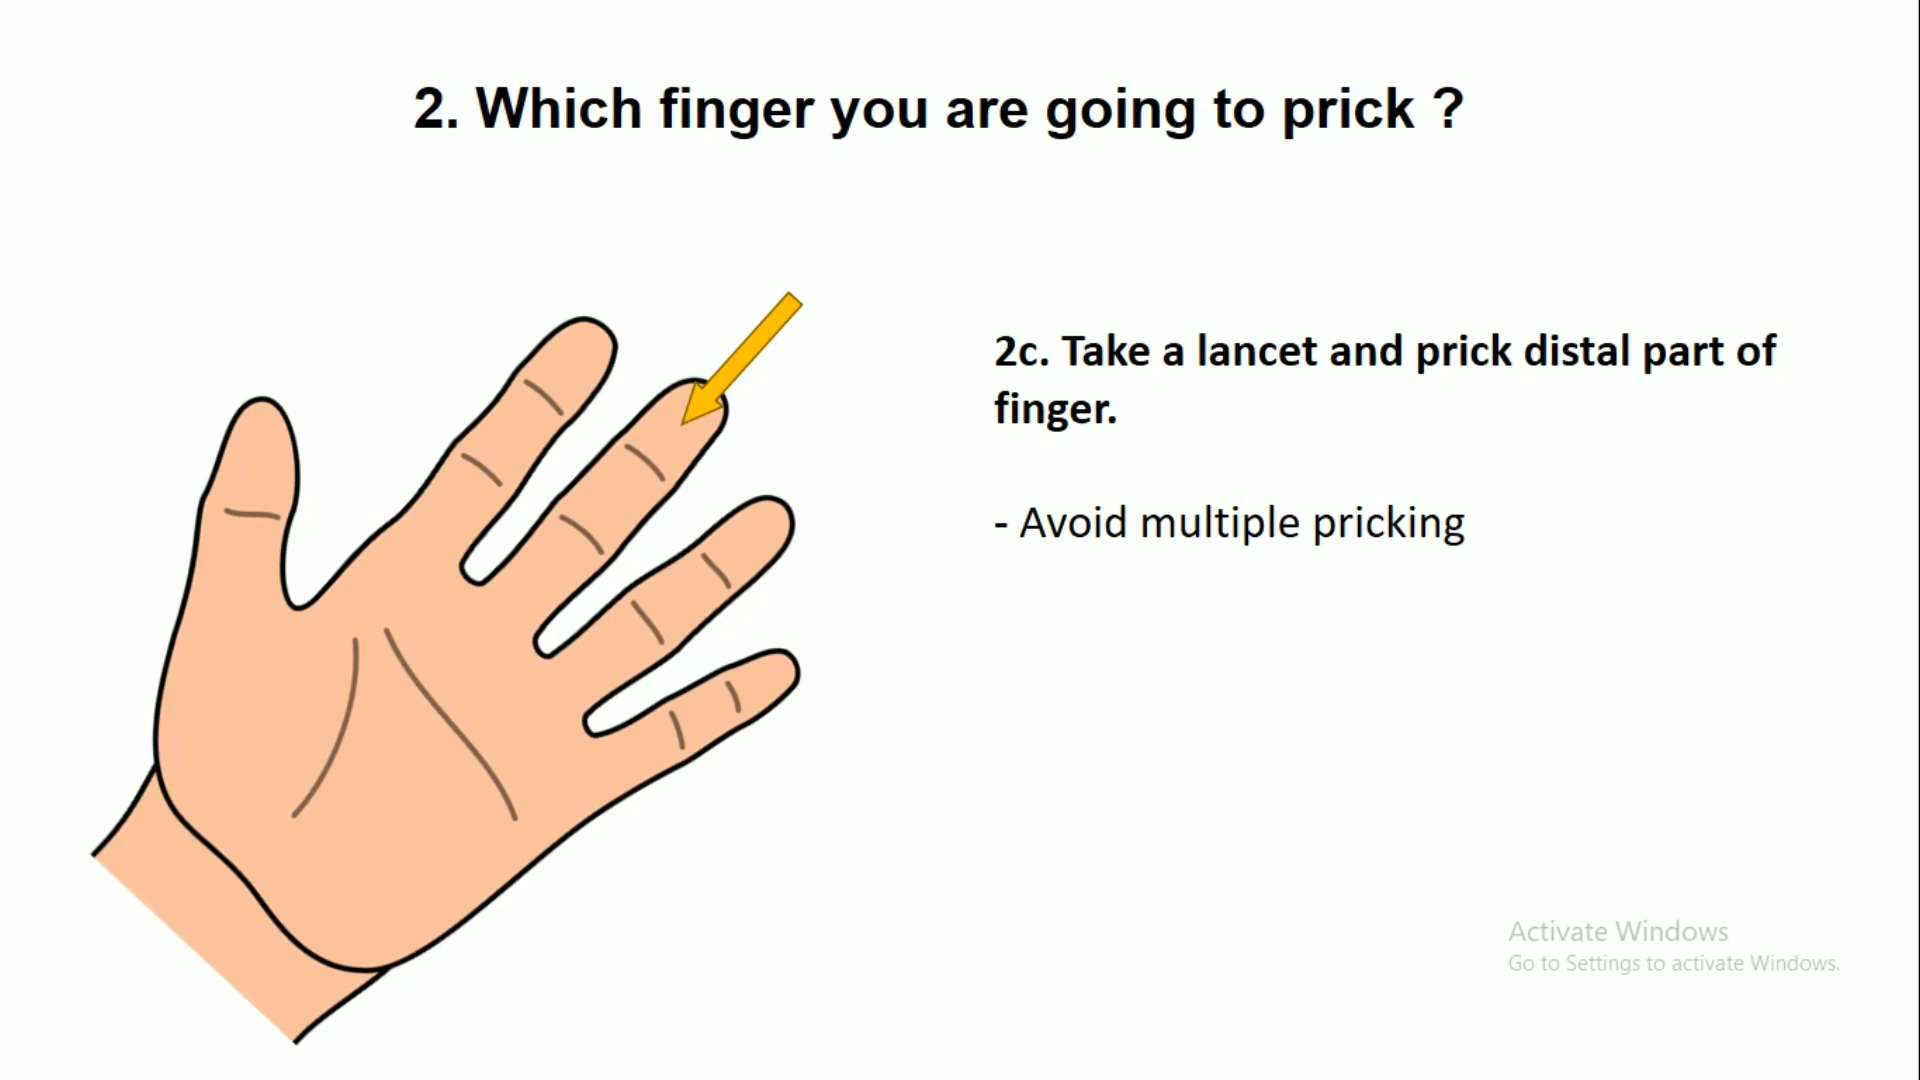 2. Which finger you are going to prick ?
2c. Take a lancet and prick distal part of
finger.
- Avoid multiple pricking
Activate Windows
Go to Settings to activate Windows.